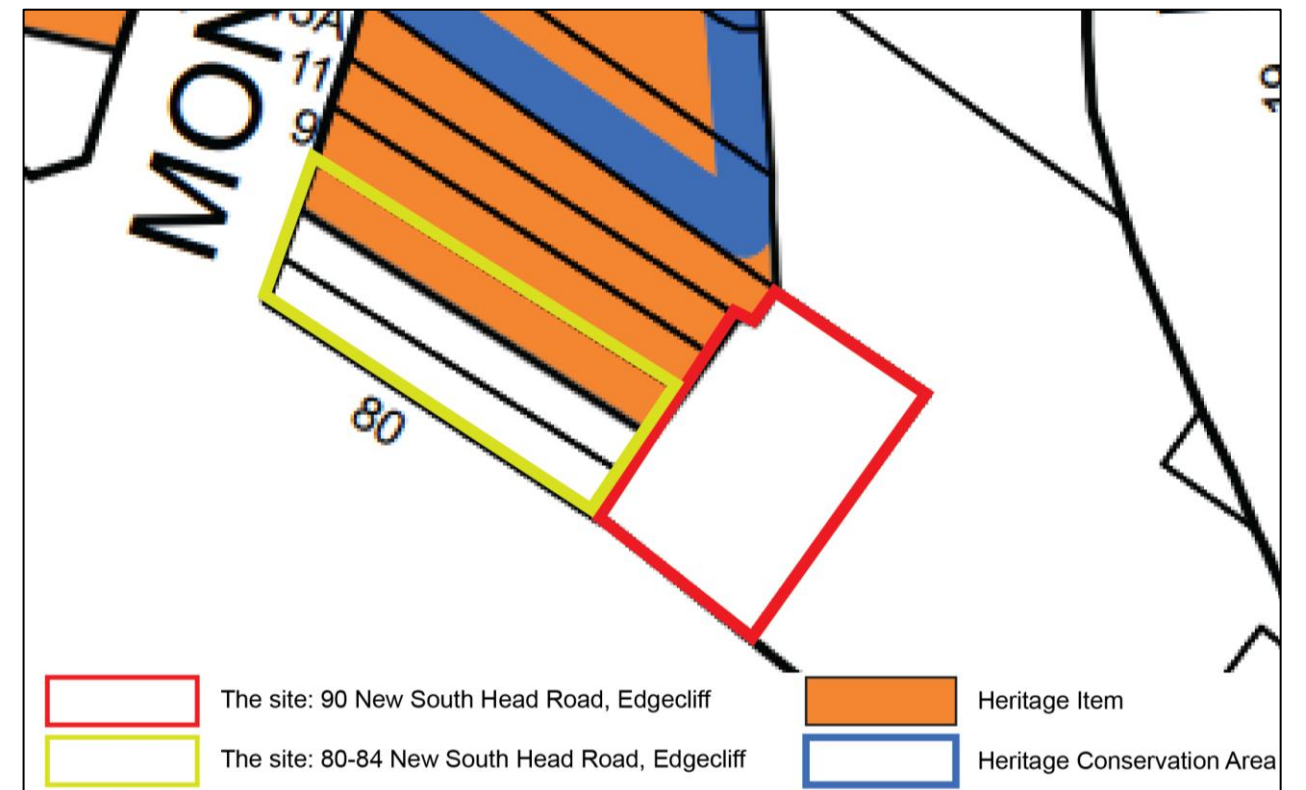 11
9
MON
80
The site: 90 New South Head Road, Edgecliff
The site: 80-84 New South Head Road, Edgecliff
Heritage Item
Heritage Conservation Area